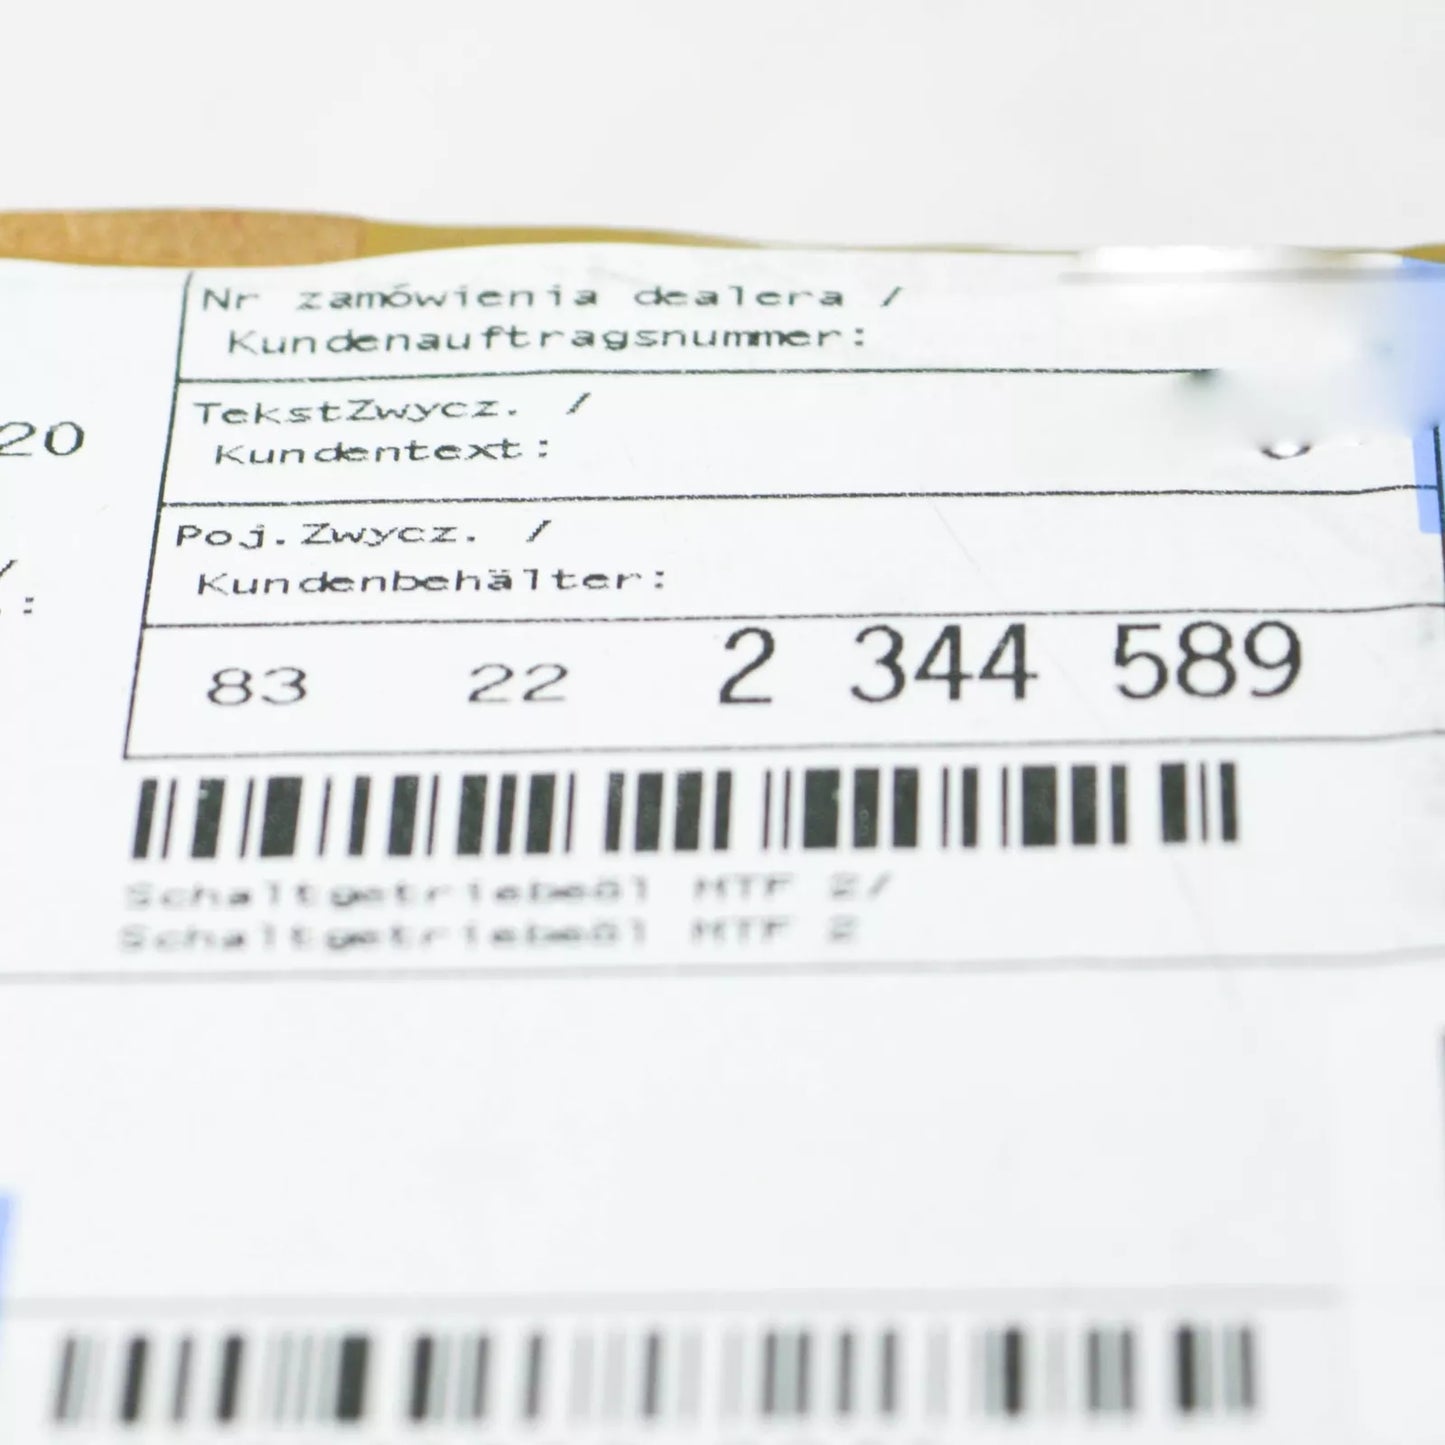 Nr zamówienia dealera /
Kundenauftragsnummer:
20
TekstZwycz. /
Kundentext:
Poj.Zwycz. /
Kundenbehälter:
83 22 2 344 589
Schaltgetriebeöl MTF 2/
Schaltgetriebeöl MTF 2